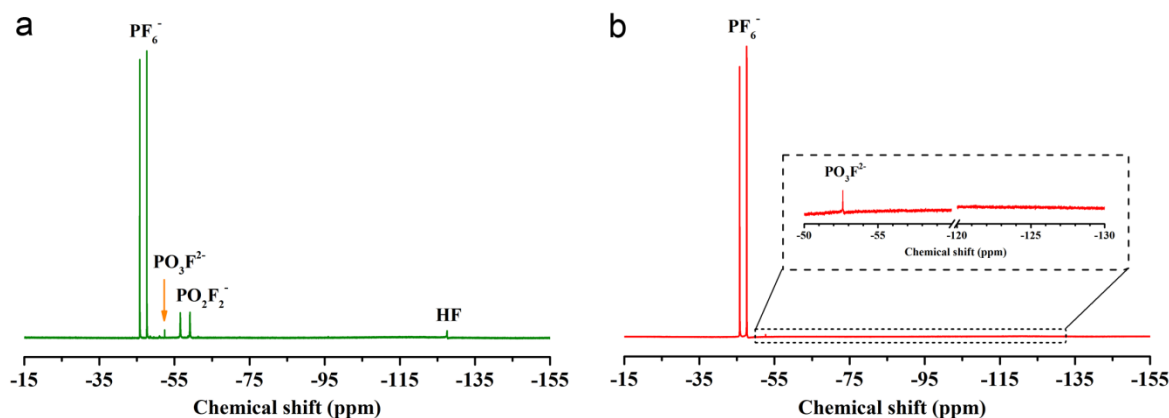 a
PF₆⁻
PO₃F²⁻
PO₂F₂⁻
HF
-15 -35 -55 -75 -95 -115 -135 -155
Chemical shift (ppm)
b
PF₆⁻
PO₃F²⁻
-50 -55 -120 -125 -130
Chemical shift (ppm)
-15 -35 -55 -75 -95 -115 -135 -155
Chemical shift (ppm)